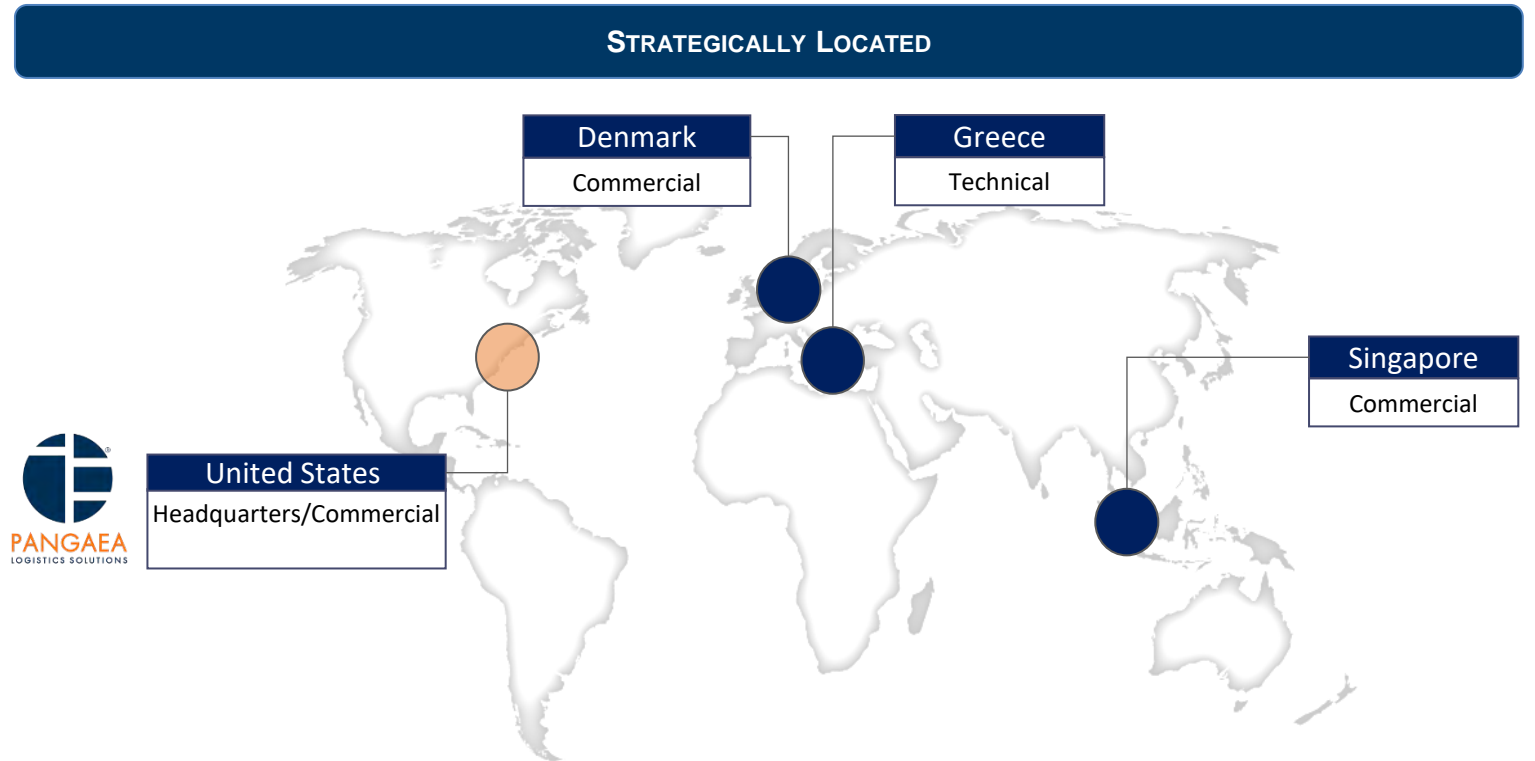 STRATEGICALLY LOCATED
Denmark
Commercial
Greece
Technical
Singapore
Commercial
United States
Headquarters/Commercial
®
PANGAEA
LOGISTICS SOLUTIONS